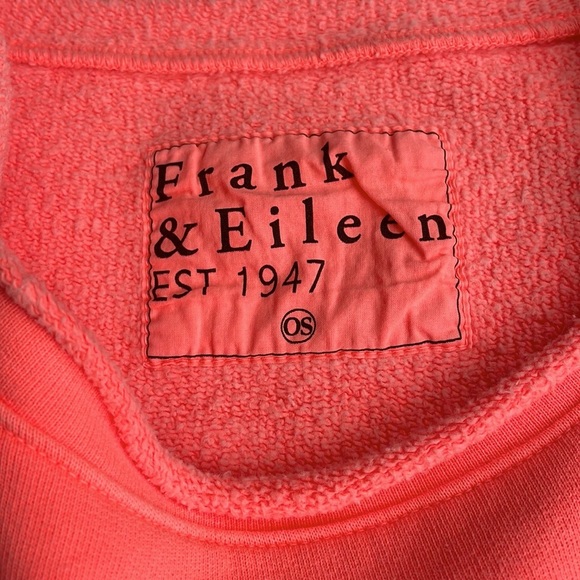 Frank
& Eileen
EST 1947
OS